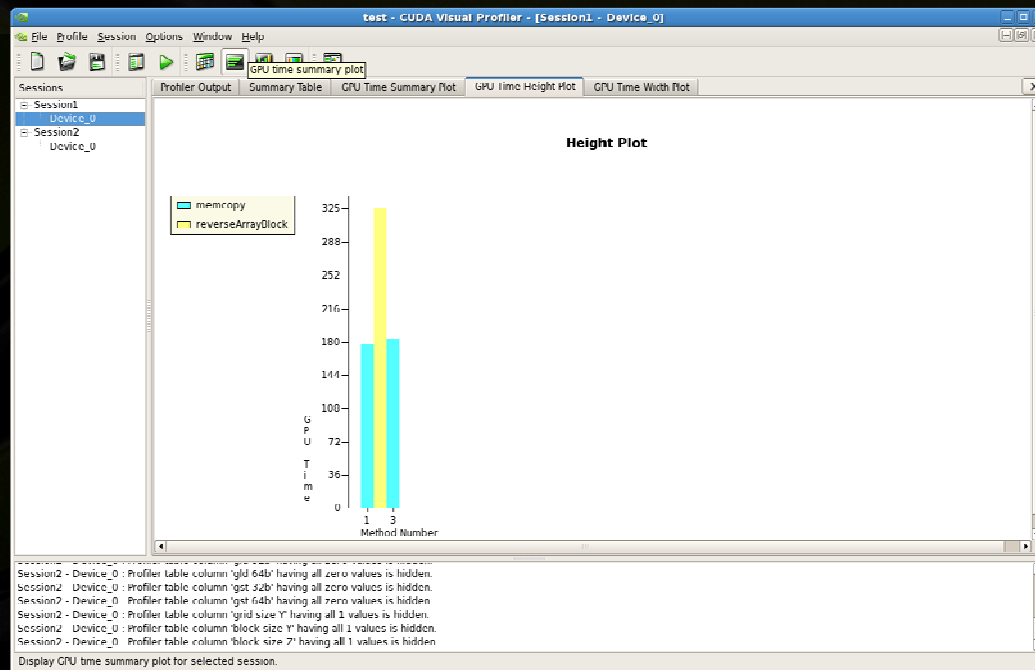 test - CUDA Visual Profiler - [Session1 - Device_0]
File Profile Session Options Window Help
GPU time summary plot
Sessions
Profiler Output Summary Table GPU Time Summary Plot GPU Time Height Plot GPU Time Width Plot
Session1
Device_0
Session2
Device_0
Height Plot
memcopy
reverseArrayBlock
325
288
252
216
180
144
108
72
36
0
GPU Time
1 3
Method Number
Session2 - Device_0 : Profiler table column 'gld 64b' having all zero values is hidden.
Session2 - Device_0 : Profiler table column 'gst 32b' having all zero values is hidden.
Session2 - Device_0 : Profiler table column 'gst 64b' having all zero values is hidden.
Session2 - Device_0 : Profiler table column 'grid size Y' having all 1 values is hidden.
Session2 - Device_0 : Profiler table column 'block size Y' having all 1 values is hidden.
Session2 - Device_0 : Profiler table column 'block size Z' having all 1 values is hidden.
Display GPU time summary plot for selected session.